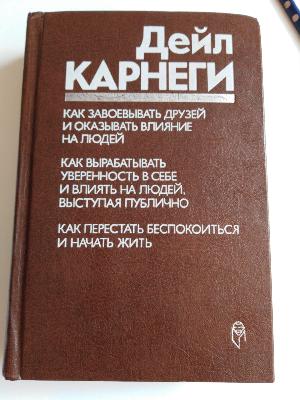 Дейл
КАРНЕГИ
КАК ЗАВОЕВЫВАТЬ ДРУЗЕЙ
И ОКАЗЫВАТЬ ВЛИЯНИЕ
НА ЛЮДЕЙ
КАК ВЫРАБАТЫВАТЬ
УВЕРЕННОСТЬ В СЕБЕ
И ВЛИЯТЬ НА ЛЮДЕЙ,
ВЫСТУПАЯ ПУБЛИЧНО
КАК ПЕРЕСТАТЬ БЕСПОКОИТЬСЯ
И НАЧАТЬ ЖИТЬ